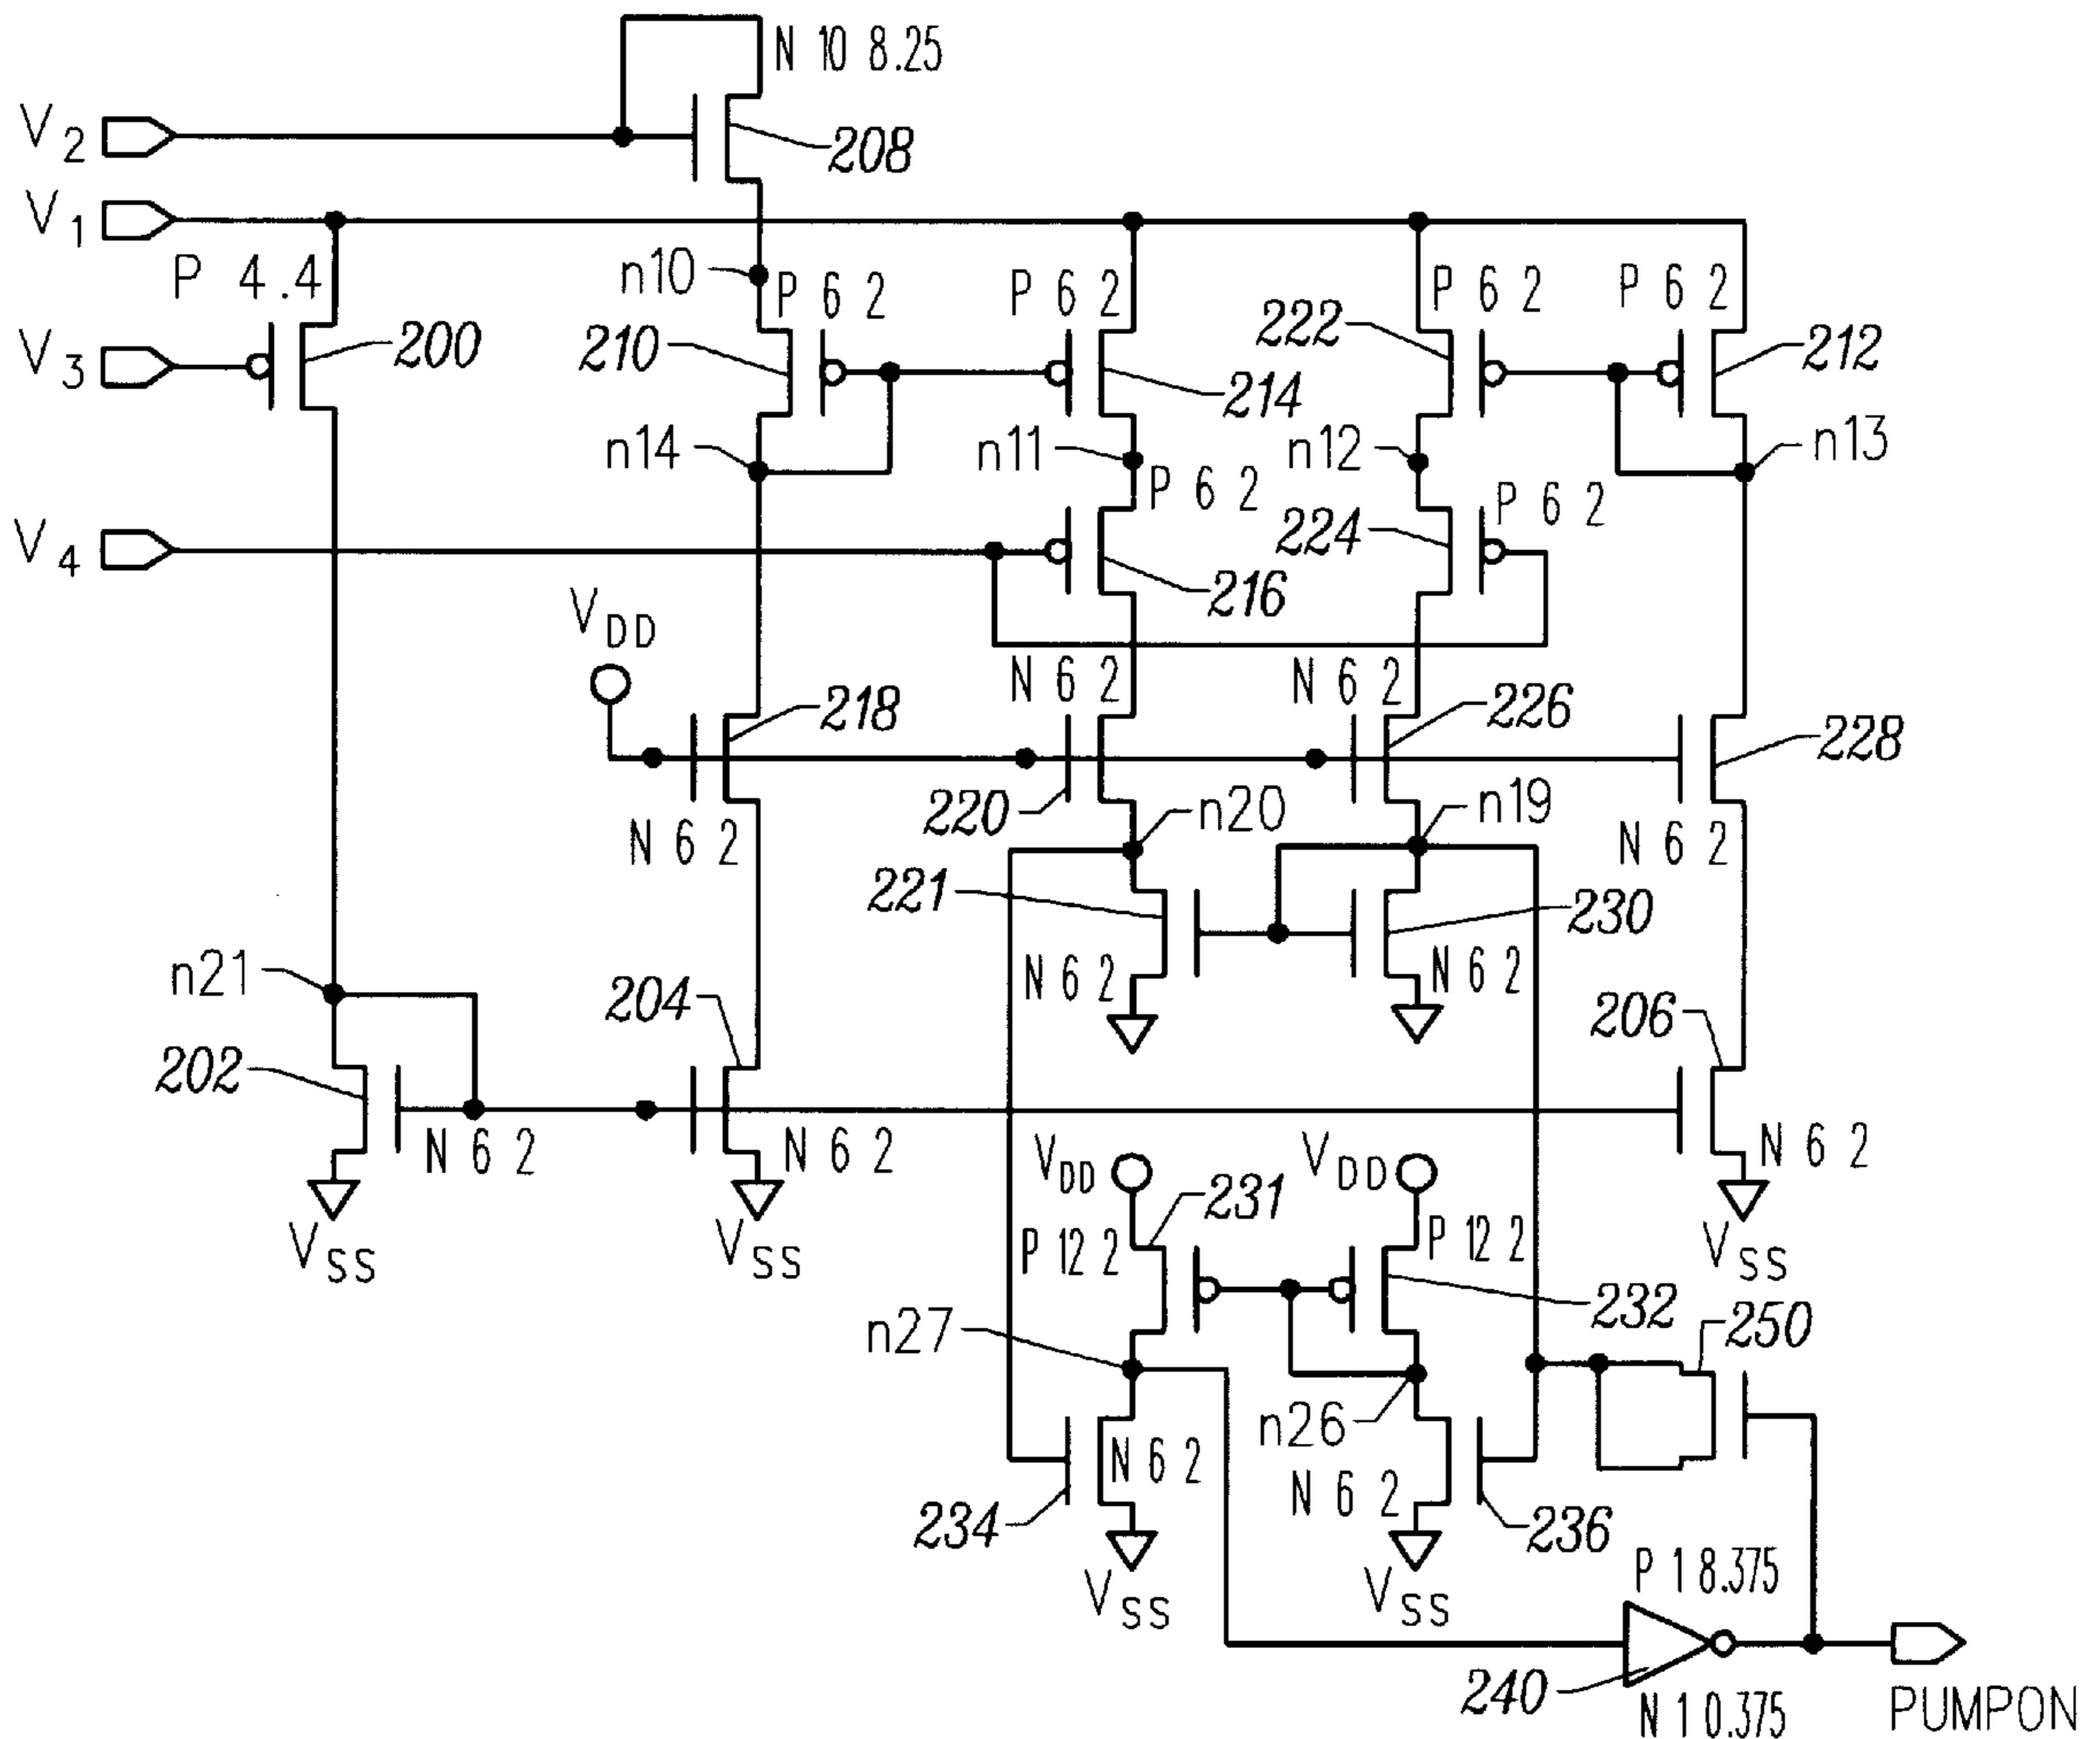 N 10 8.25
V2
208
V1
P 4.4
n10
P 6 2
P 6 2
P 6 2
P 6 2
V3
200
210
214
222
212
n14
n11
n12
n13
P 6 2
P 6 2
V4
216
224
VDD
N 6 2
N 6 2
218
226
228
220
n20
n19
N 6 2
N 6 2
221
230
N 6 2
N 6 2
n21
204
206
202
N 6 2
N 6 2
N 6 2
VSS
VSS
VSS
VDD
VDD
231
P 12 2
P 12 2
232
250
n27
n26
N 6 2
N 6 2
234
236
VSS
VSS
P 1 8.375
240
N 1 0.375
PUMPON